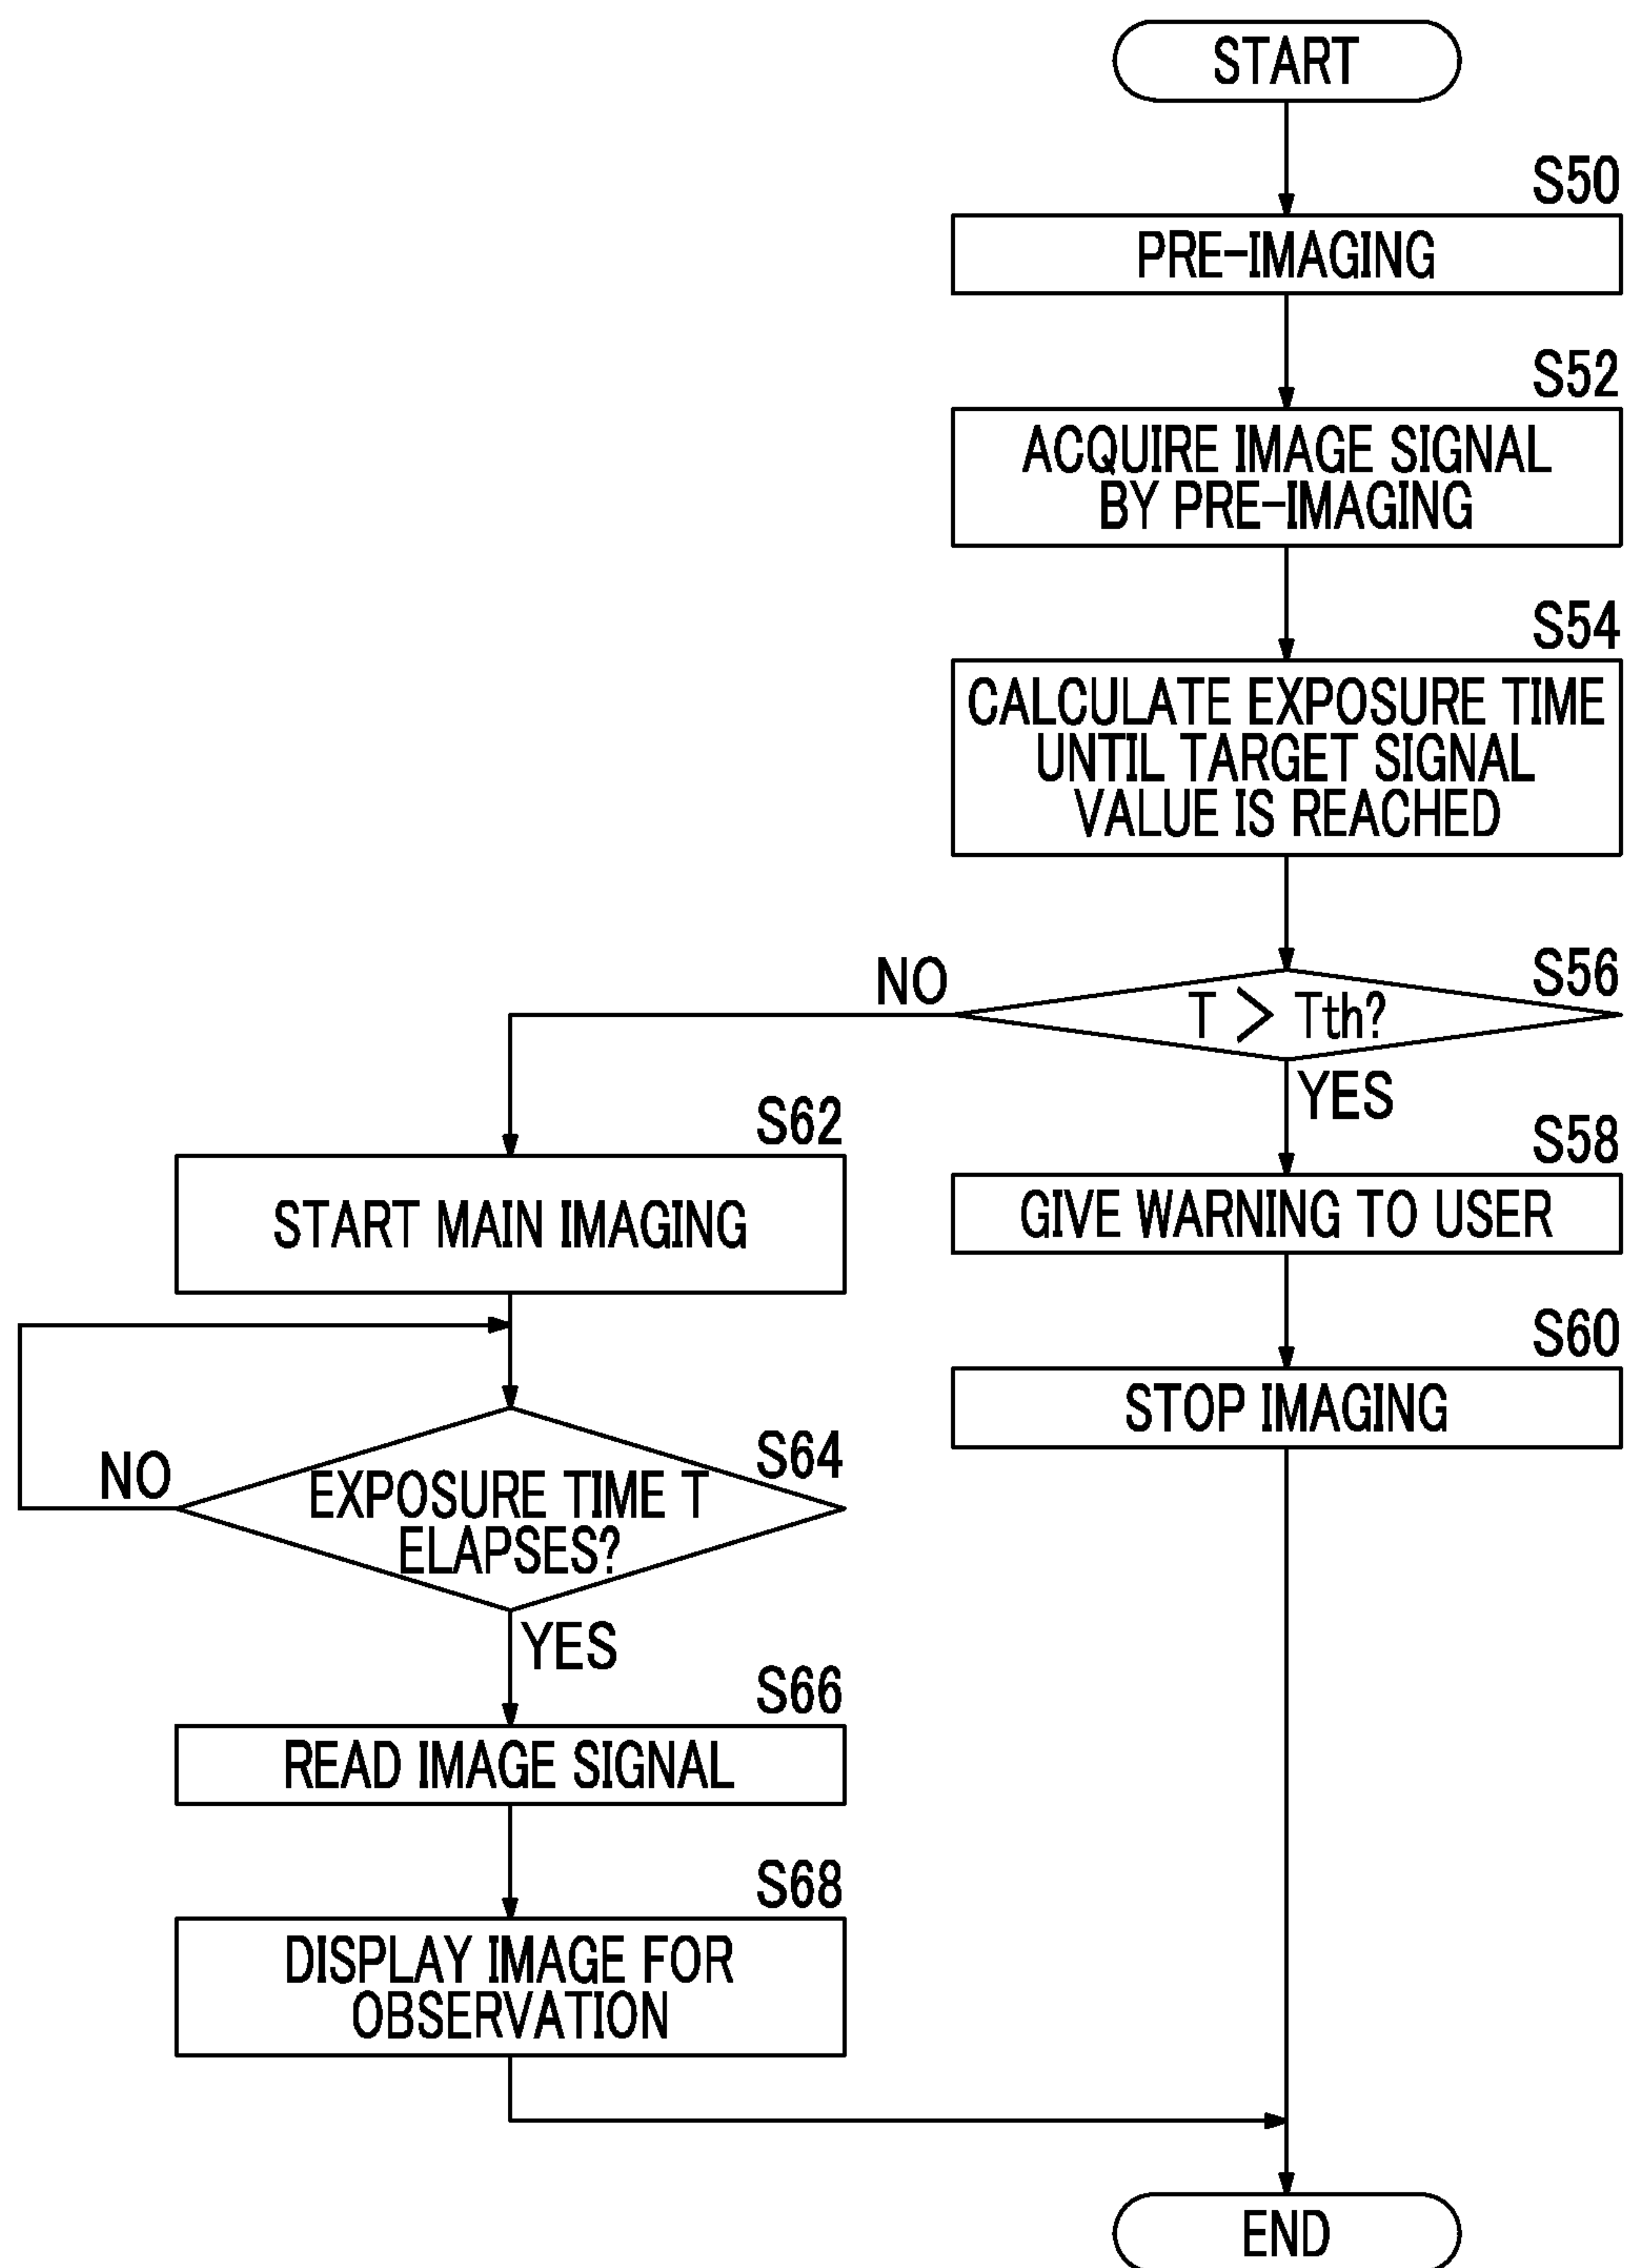 START
S50
PRE-IMAGING
S52
ACQUIRE IMAGE SIGNAL
BY PRE-IMAGING
S54
CALCULATE EXPOSURE TIME
UNTIL TARGET SIGNAL
VALUE IS REACHED
S56
NO
T > Tth?
YES
S58
GIVE WARNING TO USER
S60
STOP IMAGING
S62
START MAIN IMAGING
S64
NO
EXPOSURE TIME T
ELAPSES?
YES
S66
READ IMAGE SIGNAL
S68
DISPLAY IMAGE FOR
OBSERVATION
END